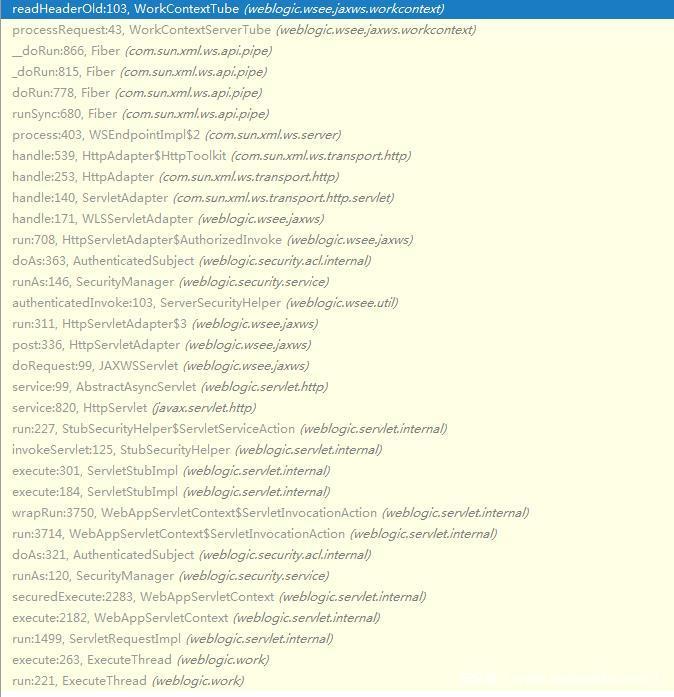 readHeaderOld:103, WorkContextTube (weblogic.wsee.jaxws.workcontext)
processRequest:43, WorkContextServerTube (weblogic.wsee.jaxws.workcontext)
__doRun:866, Fiber (com.sun.xml.ws.api.pipe)
_doRun:815, Fiber (com.sun.xml.ws.api.pipe)
doRun:778, Fiber (com.sun.xml.ws.api.pipe)
runSync:680, Fiber (com.sun.xml.ws.api.pipe)
process:403, WSEndpointImpl$2 (com.sun.xml.ws.server)
handle:539, HttpAdapter$HttpToolkit (com.sun.xml.ws.transport.http)
handle:253, HttpAdapter (com.sun.xml.ws.transport.http)
handle:140, ServletAdapter (com.sun.xml.ws.transport.http.servlet)
handle:171, WLSServletAdapter (weblogic.wsee.jaxws)
run:708, HttpServletAdapter$AuthorizedInvoke (weblogic.wsee.jaxws)
doAs:363, AuthenticatedSubject (weblogic.security.acl.internal)
runAs:146, SecurityManager (weblogic.security.service)
authenticatedInvoke:103, ServerSecurityHelper (weblogic.wsee.util)
run:311, HttpServletAdapter$3 (weblogic.wsee.jaxws)
post:336, HttpServletAdapter (weblogic.wsee.jaxws)
doRequest:99, JAXWSServlet (weblogic.wsee.jaxws)
service:99, AbstractAsyncServlet (weblogic.servlet.http)
service:820, HttpServlet (javax.servlet.http)
run:227, StubSecurityHelper$ServletServiceAction (weblogic.servlet.internal)
invokeServlet:125, StubSecurityHelper (weblogic.servlet.internal)
execute:301, ServletStubImpl (weblogic.servlet.internal)
execute:184, ServletStubImpl (weblogic.servlet.internal)
wrapRun:3750, WebAppServletContext$ServletInvocationAction (weblogic.servlet.internal)
run:3714, WebAppServletContext$ServletInvocationAction (weblogic.servlet.internal)
doAs:321, AuthenticatedSubject (weblogic.security.acl.internal)
runAs:120, SecurityManager (weblogic.security.service)
securedExecute:2283, WebAppServletContext (weblogic.servlet.internal)
execute:2182, WebAppServletContext (weblogic.servlet.internal)
run:1499, ServletRequestImpl (weblogic.servlet.internal)
execute:263, ExecuteThread (weblogic.work)
run:221, ExecuteThread (weblogic.work)